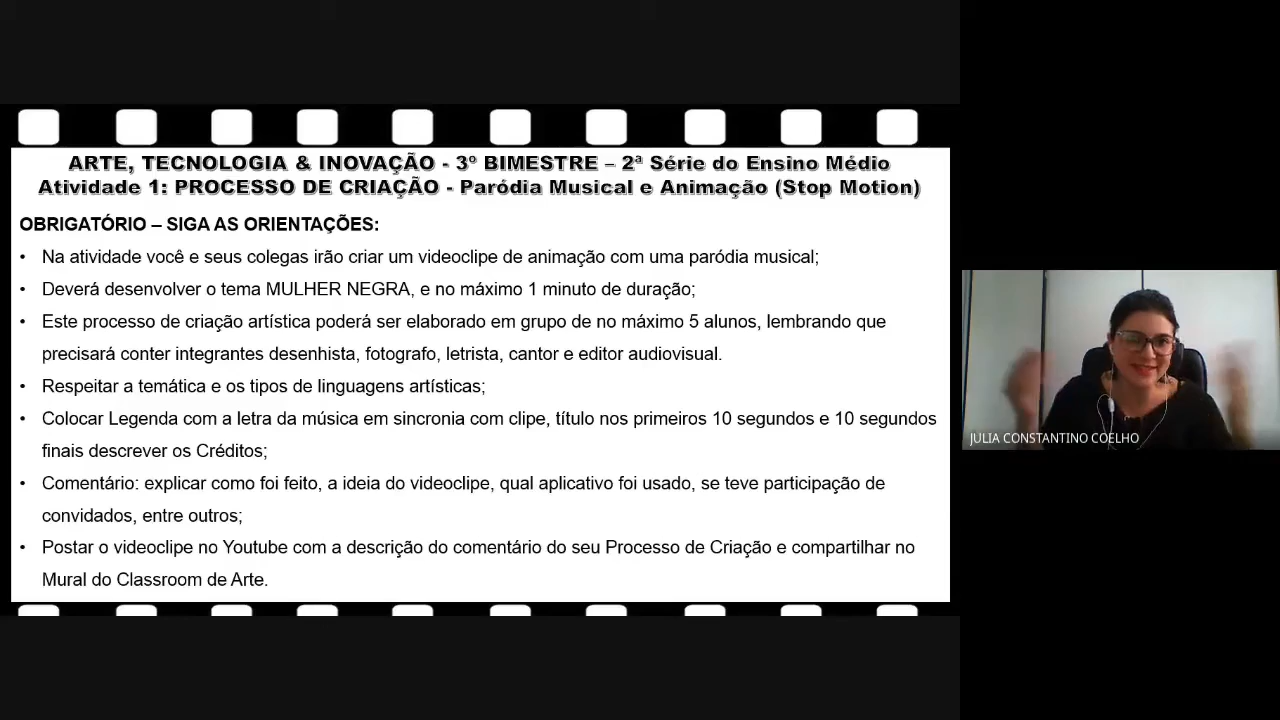 ARTE, TECNOLOGIA & INOVAÇÃO - 3º BIMESTRE – 2ª Série do Ensino Médio
Atividade 1: PROCESSO DE CRIAÇÃO - Paródia Musical e Animação (Stop Motion)
OBRIGATÓRIO – SIGA AS ORIENTAÇÕES:
• Na atividade você e seus colegas irão criar um videoclipe de animação com uma paródia musical;
• Deverá desenvolver o tema MULHER NEGRA, e no máximo 1 minuto de duração;
• Este processo de criação artística poderá ser elaborado em grupo de no máximo 5 alunos, lembrando que
precisará conter integrantes desenhista, fotografo, letrista, cantor e editor audiovisual.
• Respeitar a temática e os tipos de linguagens artísticas;
• Colocar Legenda com a letra da música em sincronia com clipe, título nos primeiros 10 segundos e 10 segundos
finais descrever os Créditos;
• Comentário: explicar como foi feito, a ideia do videoclipe, qual aplicativo foi usado, se teve participação de
convidados, entre outros;
• Postar o videoclipe no Youtube com a descrição do comentário do seu Processo de Criação e compartilhar no
Mural do Classroom de Arte.
JULIA CONSTANTINO COELHO